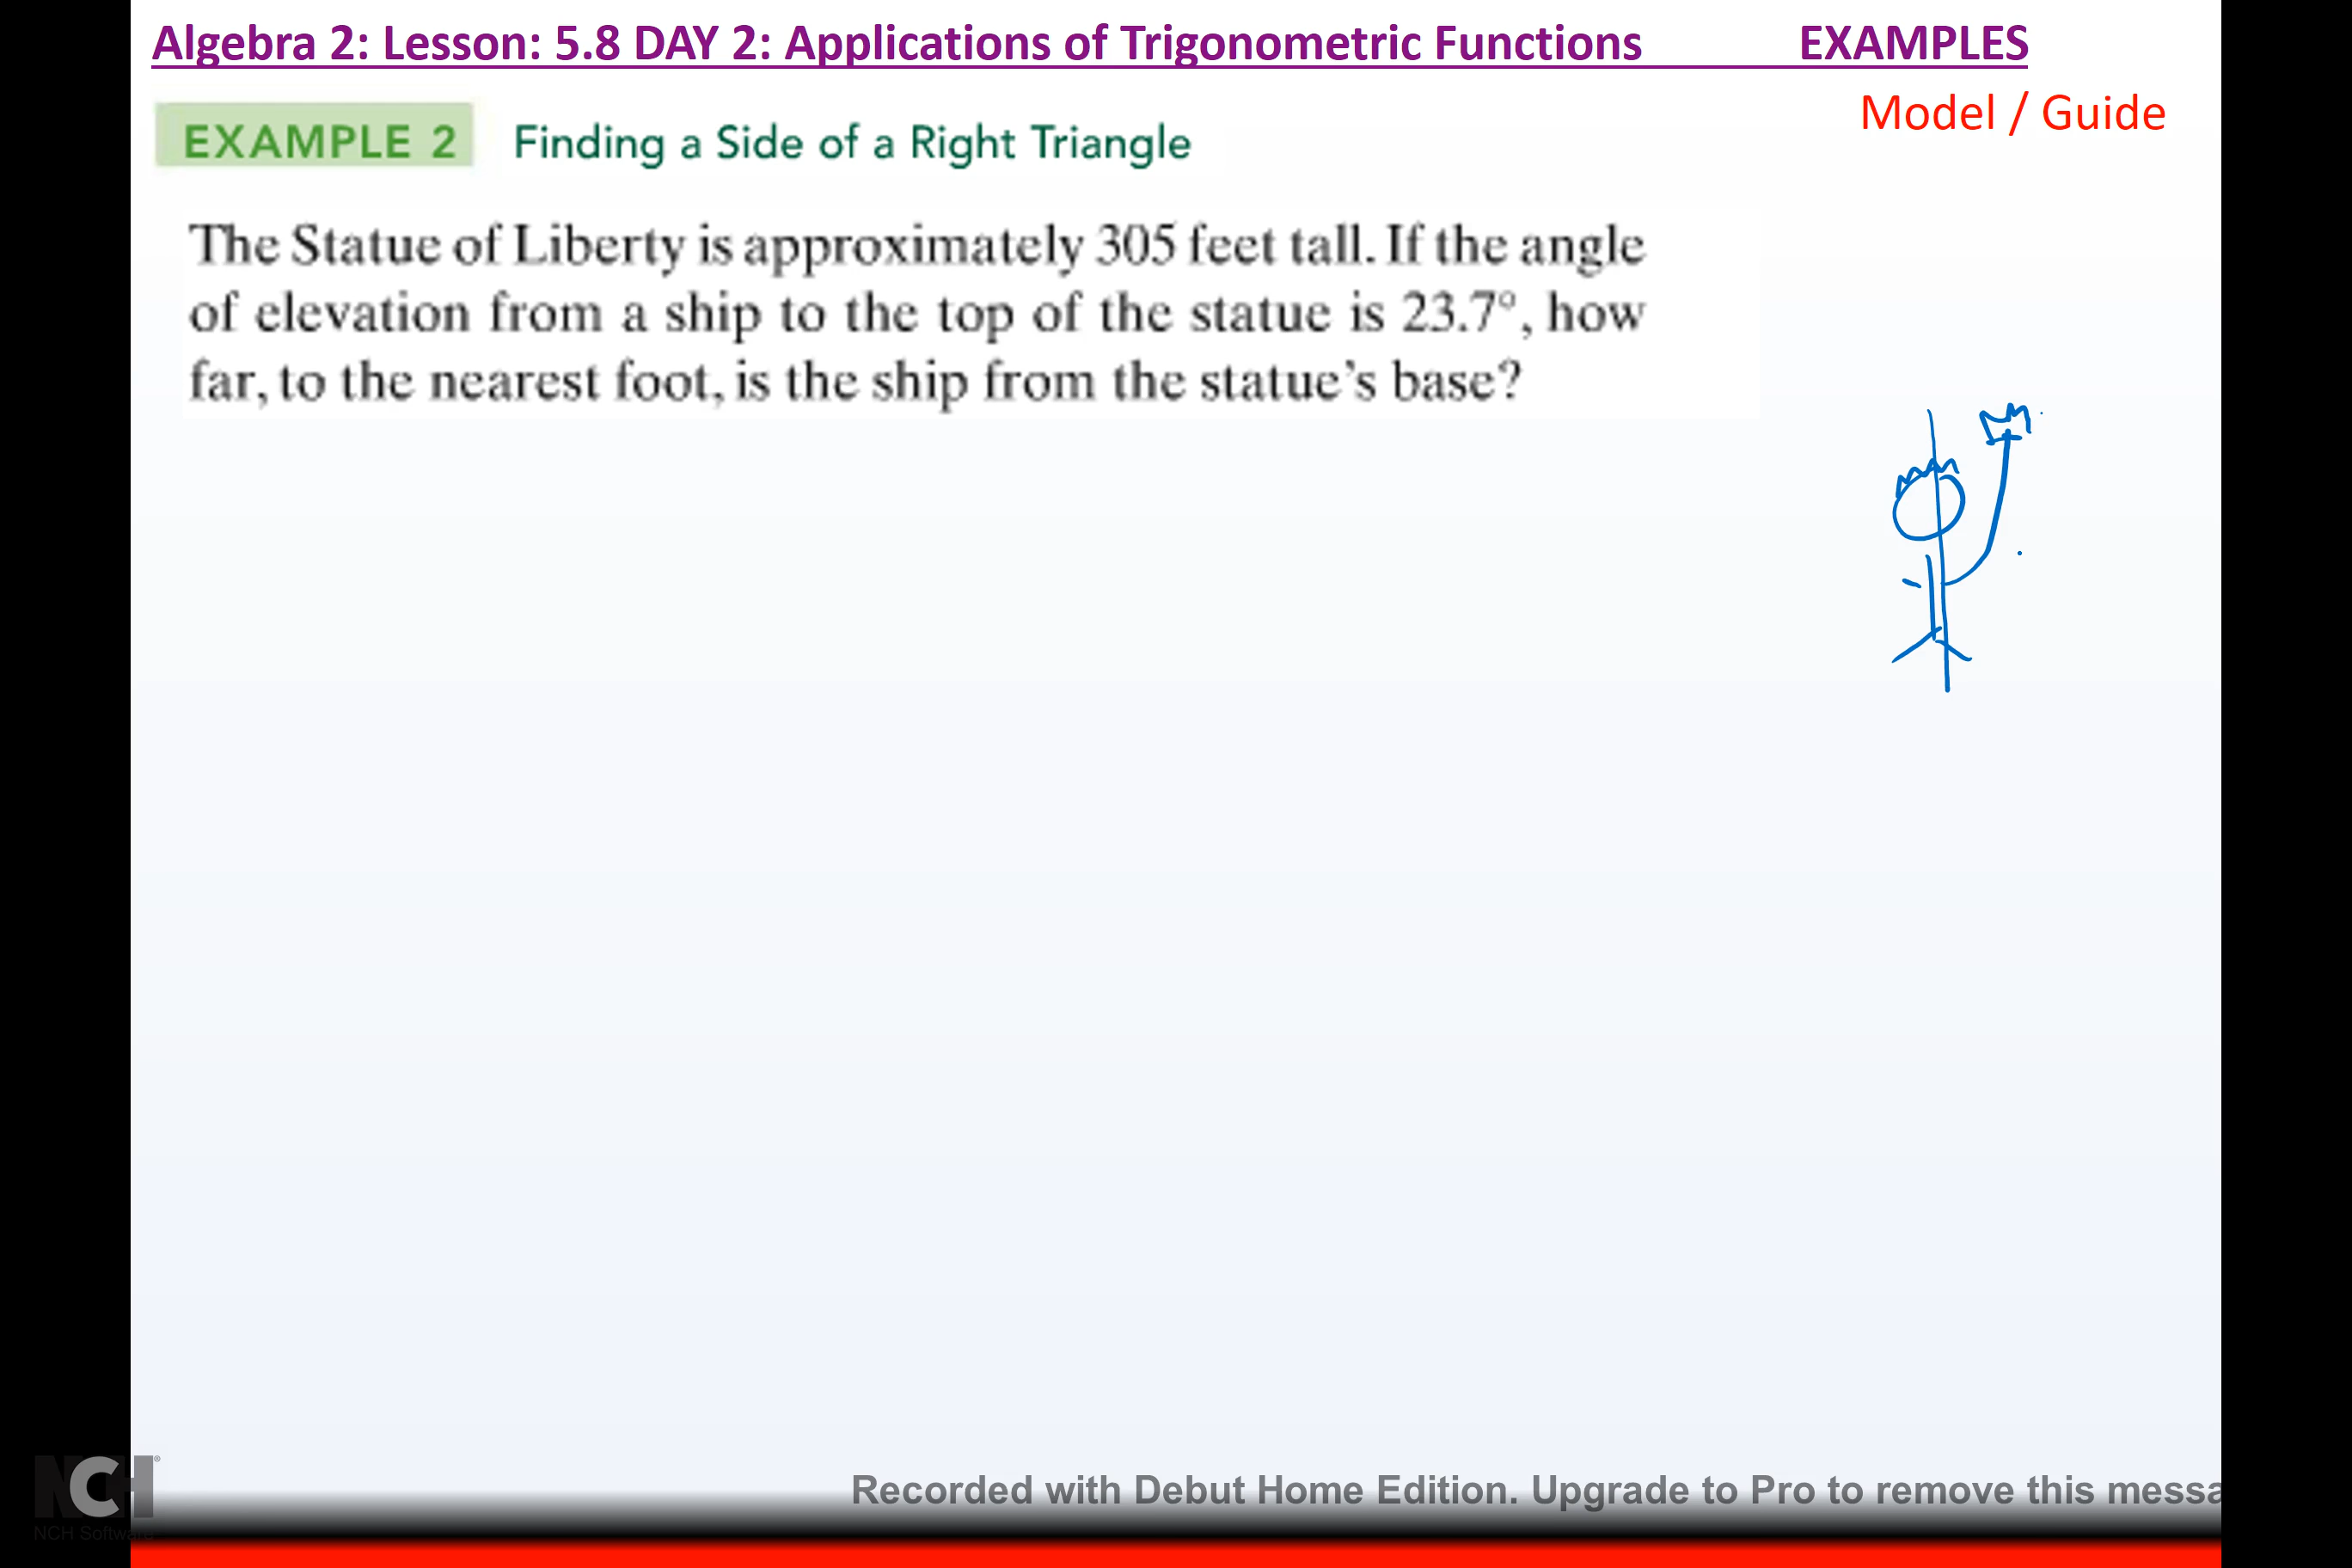 Algebra 2: Lesson: 5.8 DAY 2: Applications of Trigonometric Functions EXAMPLES
Model / Guide
EXAMPLE 2 Finding a Side of a Right Triangle
The Statue of Liberty is approximately 305 feet tall. If the angle
of elevation from a ship to the top of the statue is 23.7°, how
far, to the nearest foot, is the ship from the statue's base?
NCH®
Recorded with Debut Home Edition. Upgrade to Pro to remove this messa
NCH Software